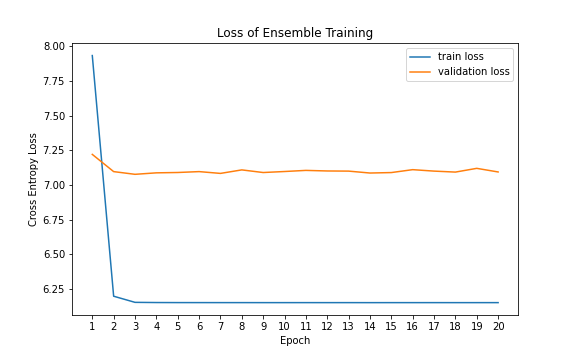 Loss of Ensemble Training
train loss
validation loss
Cross Entropy Loss
8.00
7.75
7.50
7.25
7.00
6.75
6.50
6.25
1 2 3 4 5 6 7 8 9 10 11 12 13 14 15 16 17 18 19 20
Epoch